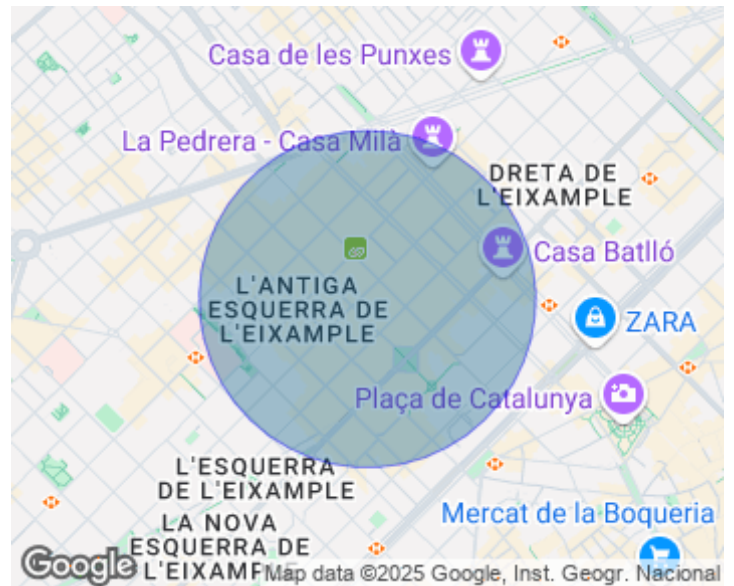 Casa de les Punxes
La Pedrera - Casa Milà
DRETA DE
L'EIXAMPLE
Casa Batlló
L'ANTIGA
ESQUERRA DE
L'EIXAMPLE
ZARA
Plaça de Catalunya
L'ESQUERRA
DE L'EIXAMPLE
Mercat de la Boqueria
LA NOVA
ESQUERRA DE
L'EIXAMPLE
Google
Map data ©2025 Google, Inst. Geogr. Nacional